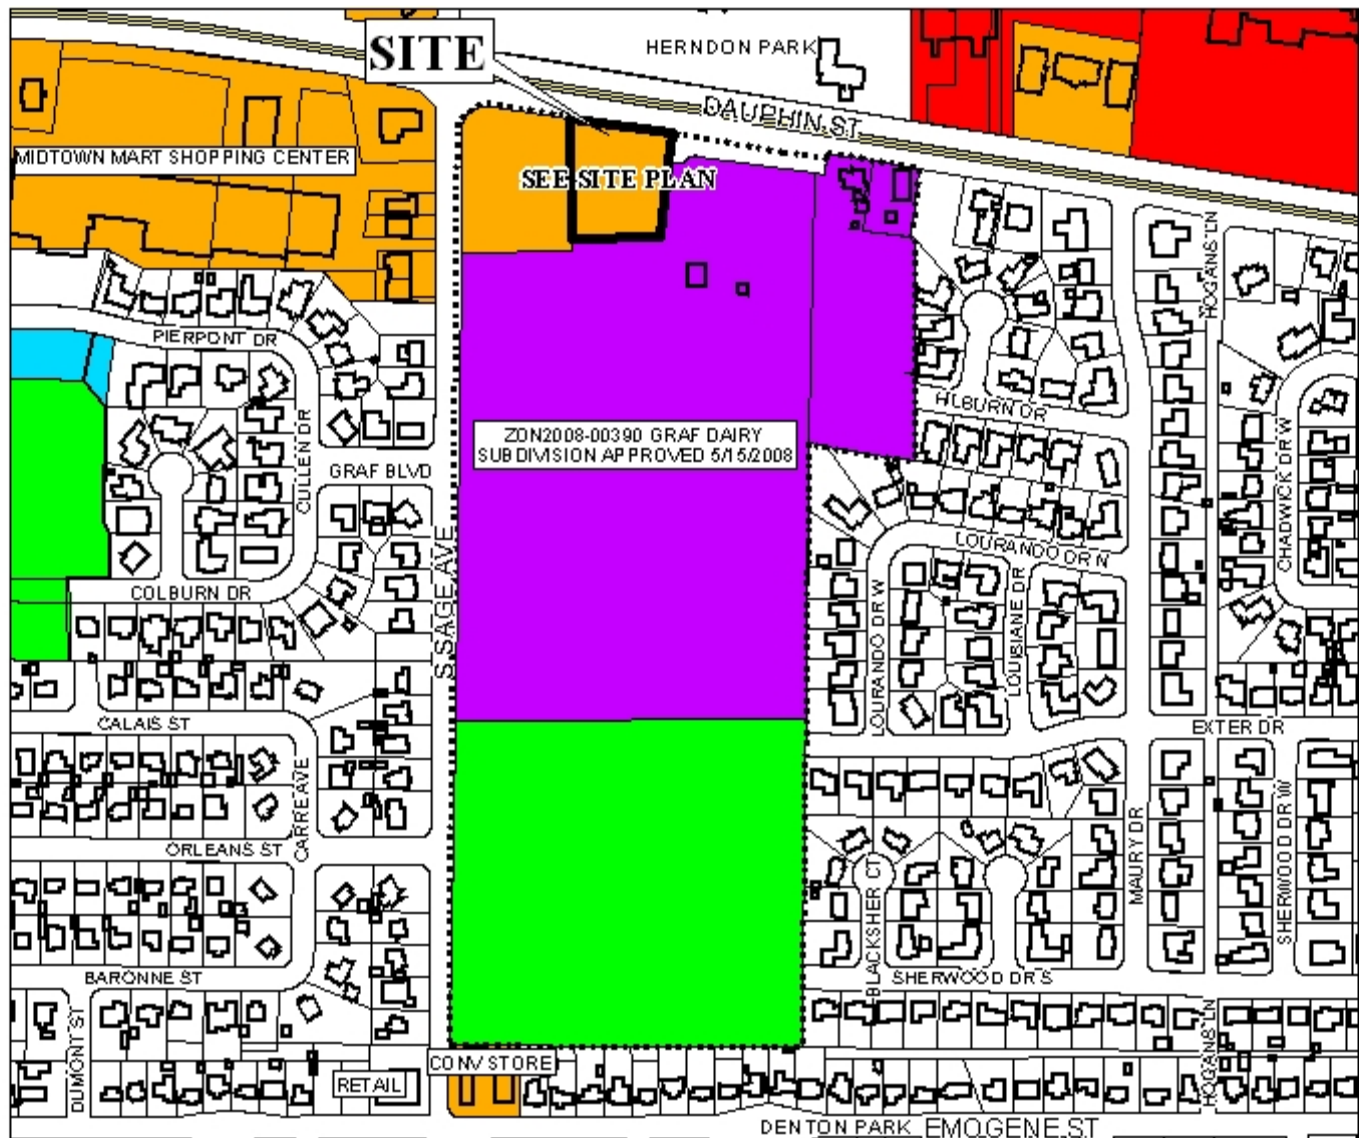 SITE
HERNDON PARK
DAUPHIN ST
MIDTOWN MART SHOPPING CENTER
SEE SITE PLAN
HOGANS LN
PIERPONT DR
HILBURN DR
CULLEN DR
ZON2008-00390 GRAF DAIRY
SUBDIVISION APPROVED 5/15/2008
GRAF BLVD
CHADWICK DR W
S SAGE AVE
LOURANDO DR N
COLBURN DR
LOURANDO DR W
LOUISIANE DR
CALAIS ST
EXTER DR
CARRE AVE
ORLEANS ST
MAURY DR
SHERWOOD DR W
BLACKSHER CT
BARONNE ST
SHERWOOD DR S
DUMONT ST
HOGANS LN
CONV STORE
RETAIL
DENTON PARK
EMOGENE ST